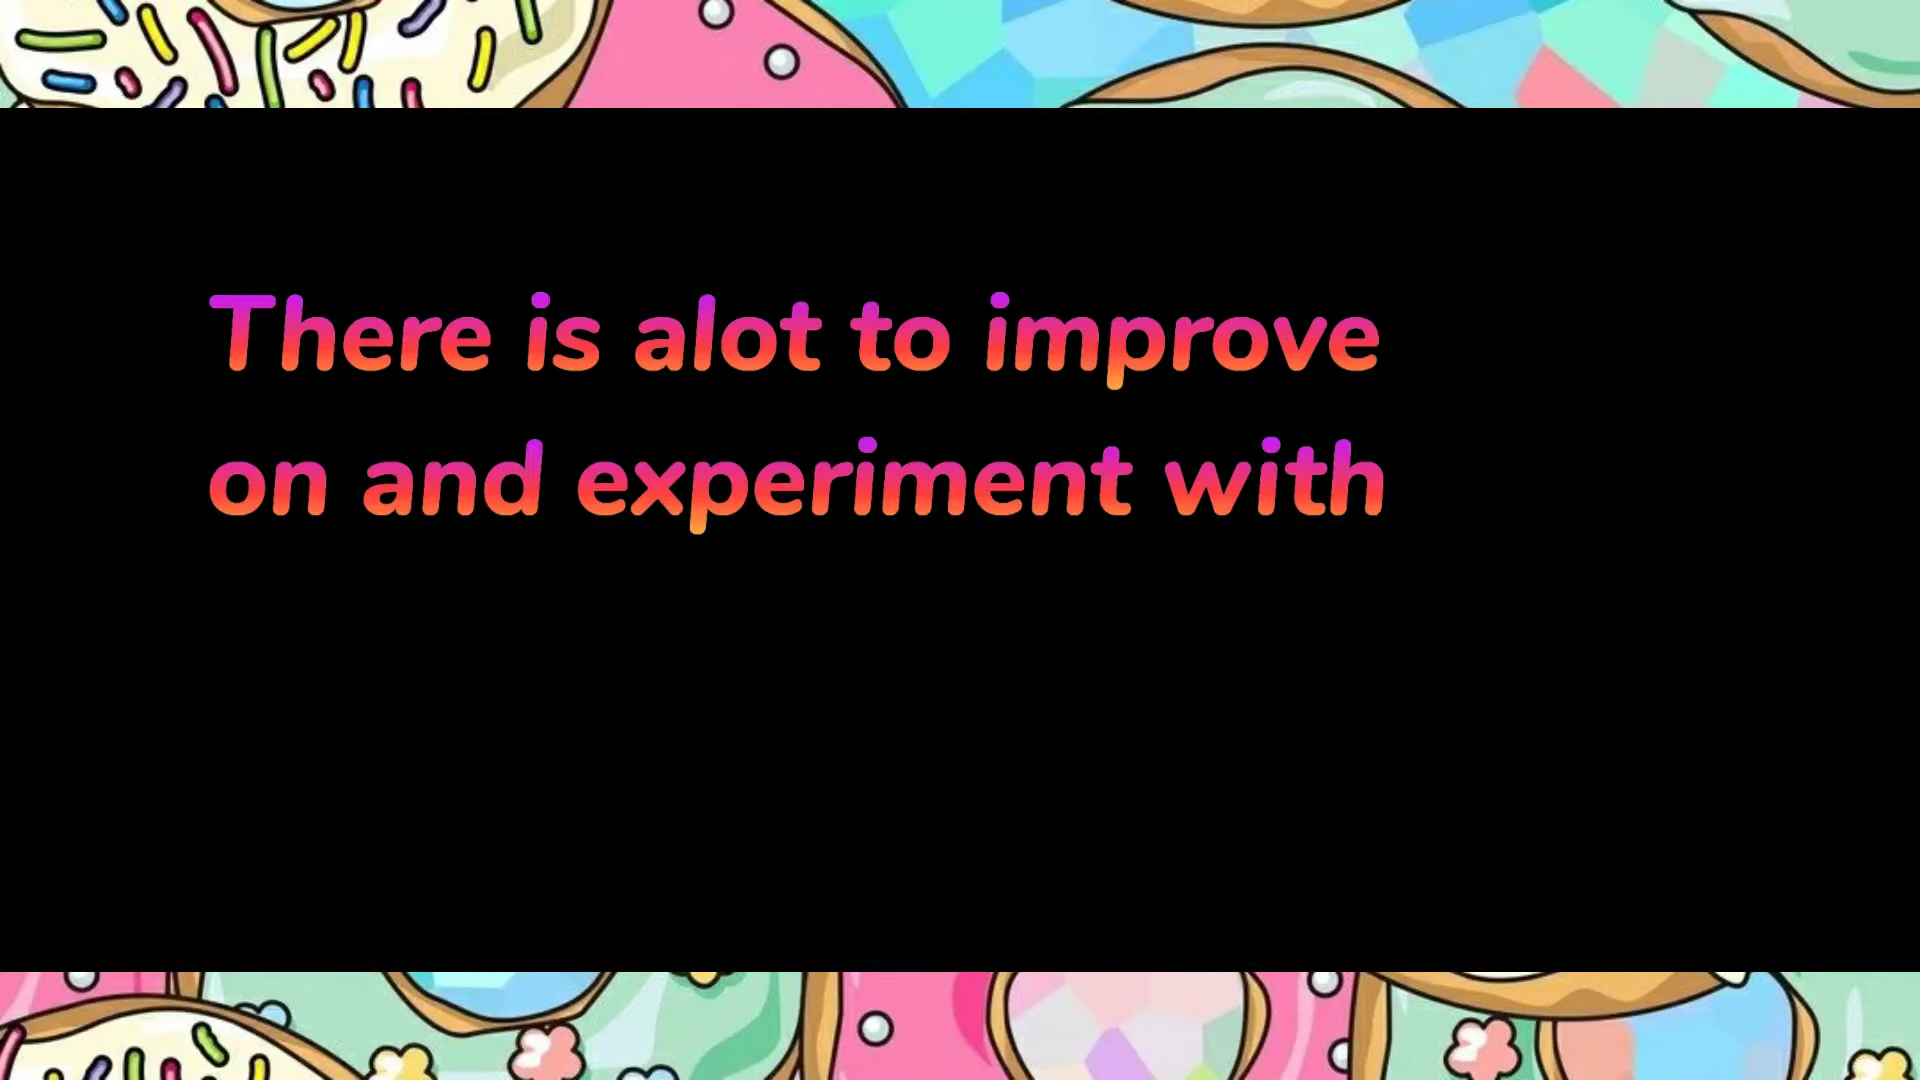 There is alot to improve
on and experiment with